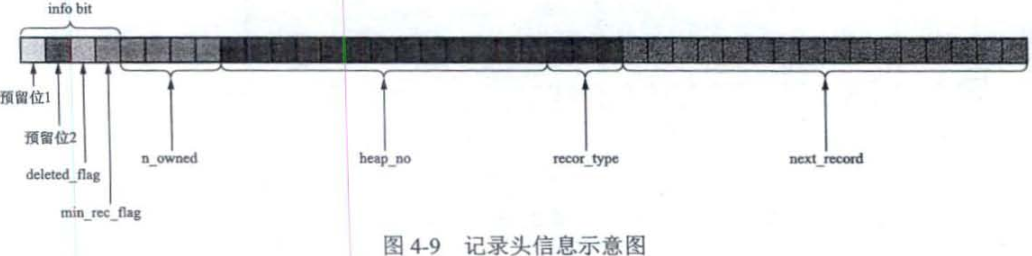 info bit
预留位1
预留位2
deleted_flag
min_rec_flag
n_owned
heap_no
recor_type
next_record
图 4-9 记录头信息示意图